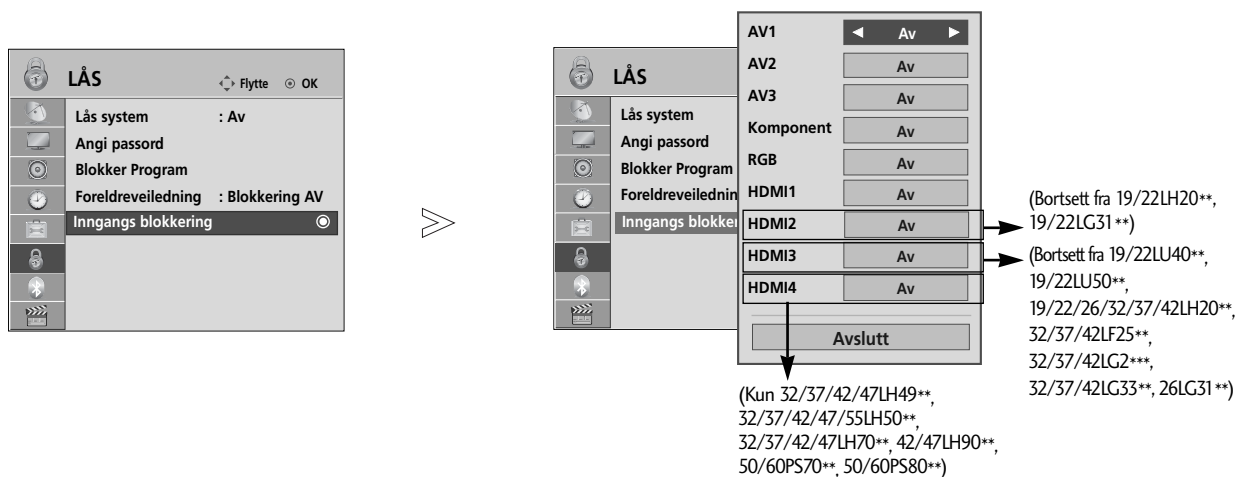 LÅS
Flytte OK
Lås system : Av
Angi passord
Blokker Program
Foreldreveiledning : Blokkering AV
Inngangs blokkering
LÅS
Lås system
Angi passord
Blokker Program
Foreldreveilednin
Inngangs blokker
AV1 Av
AV2 Av
AV3 Av
Komponent Av
RGB Av
HDMI1 Av
HDMI2 Av
HDMI3 Av
HDMI4 Av
Avslutt
(Bortsett fra 19/22LH20**,
19/22LG31**)
(Bortsett fra 19/22LU40**,
19/22LU50**,
19/22/26/32/37/42LH20**,
32/37/42LF25**,
32/37/42LG2***,
32/37/42LG33**, 26LG31**)
(Kun 32/37/42/47LH49**,
32/37/42/47/55LH50**,
32/37/42/47LH70**, 42/47LH90**,
50/60PS70**, 50/60PS80**)